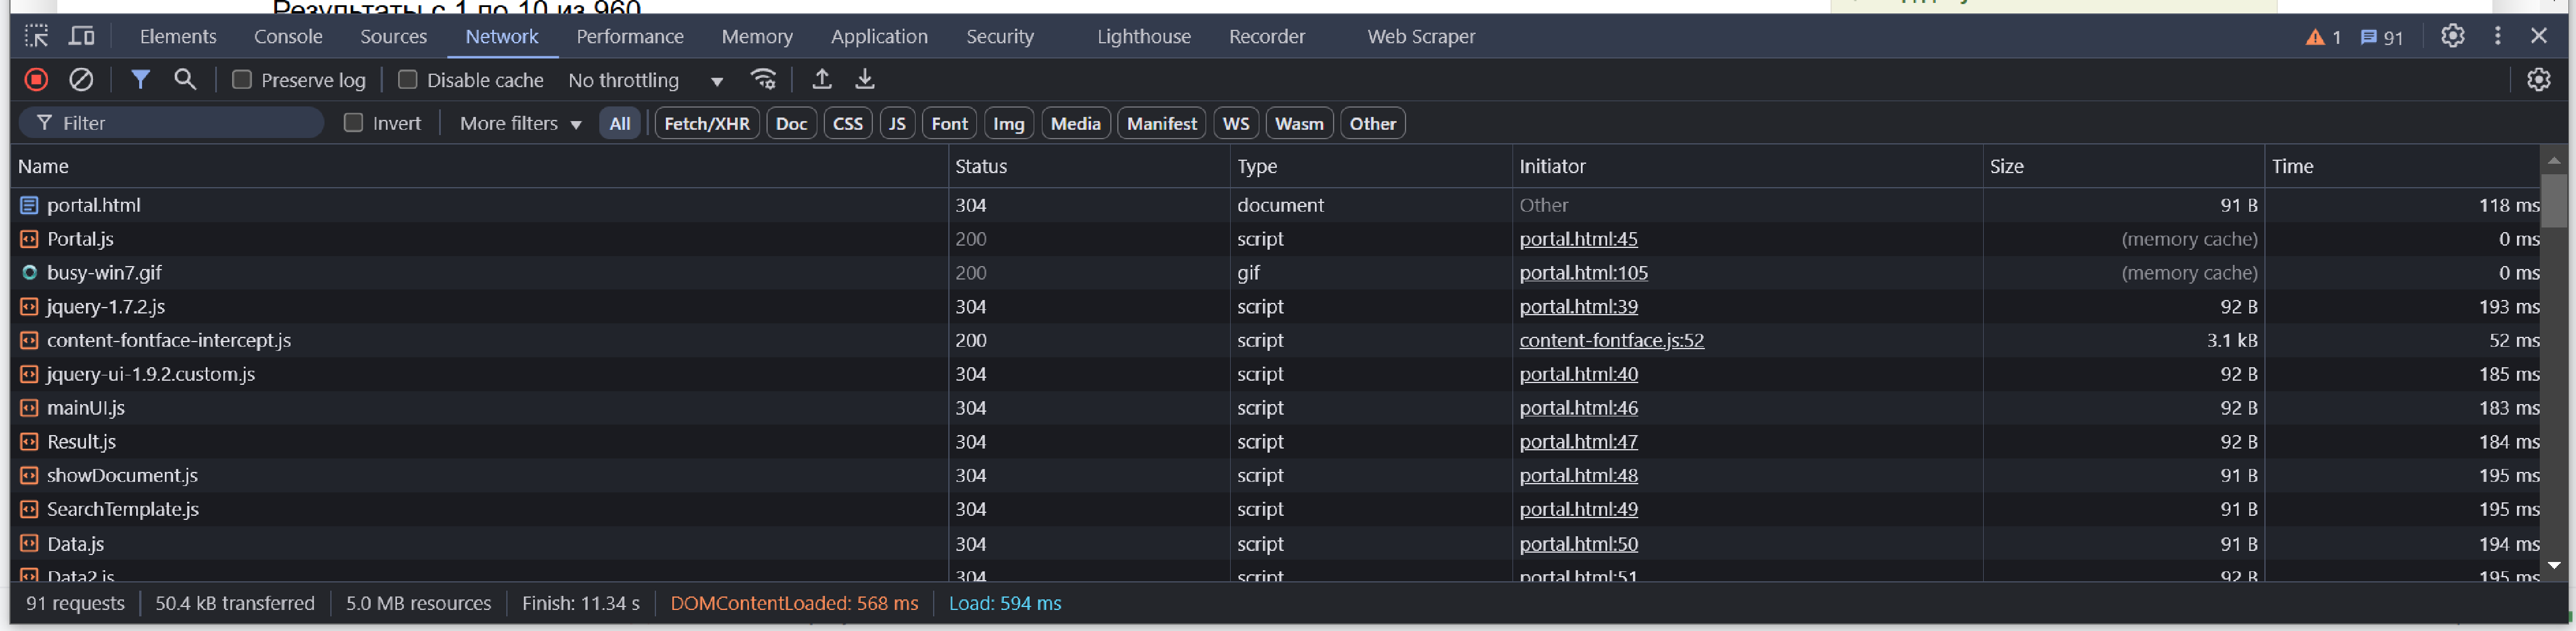 Результаты с 1 по 10 из 960
Elements Console Sources Network Performance Memory Application Security Lighthouse Recorder Web Scraper 1 91
Preserve log Disable cache No throttling
Filter Invert More filters All Fetch/XHR Doc CSS JS Font Img Media Manifest WS Wasm Other
Name Status Type Initiator Size Time
portal.html 304 document Other 91 B 118 ms
Portal.js 200 script portal.html:45 (memory cache) 0 ms
busy-win7.gif 200 gif portal.html:105 (memory cache) 0 ms
jquery-1.7.2.js 304 script portal.html:39 92 B 193 ms
content-fontface-intercept.js 200 script content-fontface.js:52 3.1 kB 52 ms
jquery-ui-1.9.2.custom.js 304 script portal.html:40 92 B 185 ms
mainUI.js 304 script portal.html:46 92 B 183 ms
Result.js 304 script portal.html:47 92 B 184 ms
showDocument.js 304 script portal.html:48 91 B 195 ms
SearchTemplate.js 304 script portal.html:49 91 B 195 ms
Data.js 304 script portal.html:50 91 B 194 ms
Data2.js 304 script portal.html:51 92 B 195 ms
91 requests 50.4 kB transferred 5.0 MB resources Finish: 11.34 s DOMContentLoaded: 568 ms Load: 594 ms